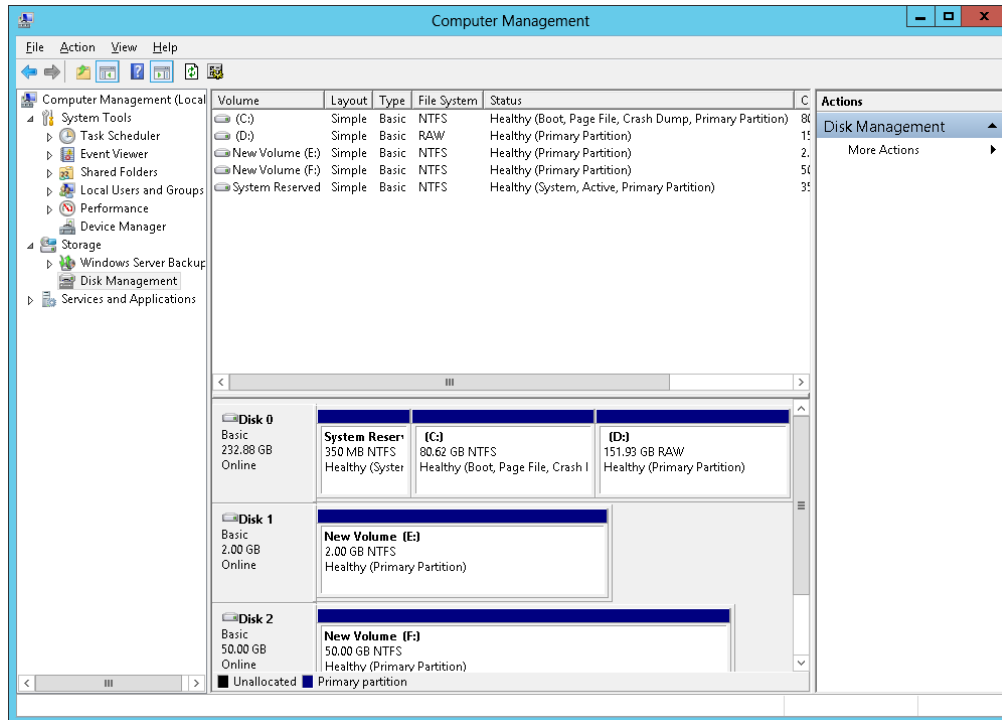 Computer Management
File Action View Help
Computer Management (Local
System Tools
Task Scheduler
Event Viewer
Shared Folders
Local Users and Groups
Performance
Device Manager
Storage
Windows Server Backup
Disk Management
Services and Applications
Volume Layout Type File System Status C
(C:) Simple Basic NTFS Healthy (Boot, Page File, Crash Dump, Primary Partition) 80
(D:) Simple Basic RAW Healthy (Primary Partition) 15
New Volume (E:) Simple Basic NTFS Healthy (Primary Partition) 2.
New Volume (F:) Simple Basic NTFS Healthy (Primary Partition) 50
System Reserved Simple Basic NTFS Healthy (System, Active, Primary Partition) 35
Disk 0
Basic
232.88 GB
Online
System Reser
350 MB NTFS
Healthy (Syster
(C:)
80.62 GB NTFS
Healthy (Boot, Page File, Crash
(D:)
151.93 GB RAW
Healthy (Primary Partition)
Disk 1
Basic
2.00 GB
Online
New Volume (E:)
2.00 GB NTFS
Healthy (Primary Partition)
Disk 2
Basic
50.00 GB
Online
New Volume (F:)
50.00 GB NTFS
Healthy (Primary Partition)
Unallocated Primary partition
Actions
Disk Management
More Actions